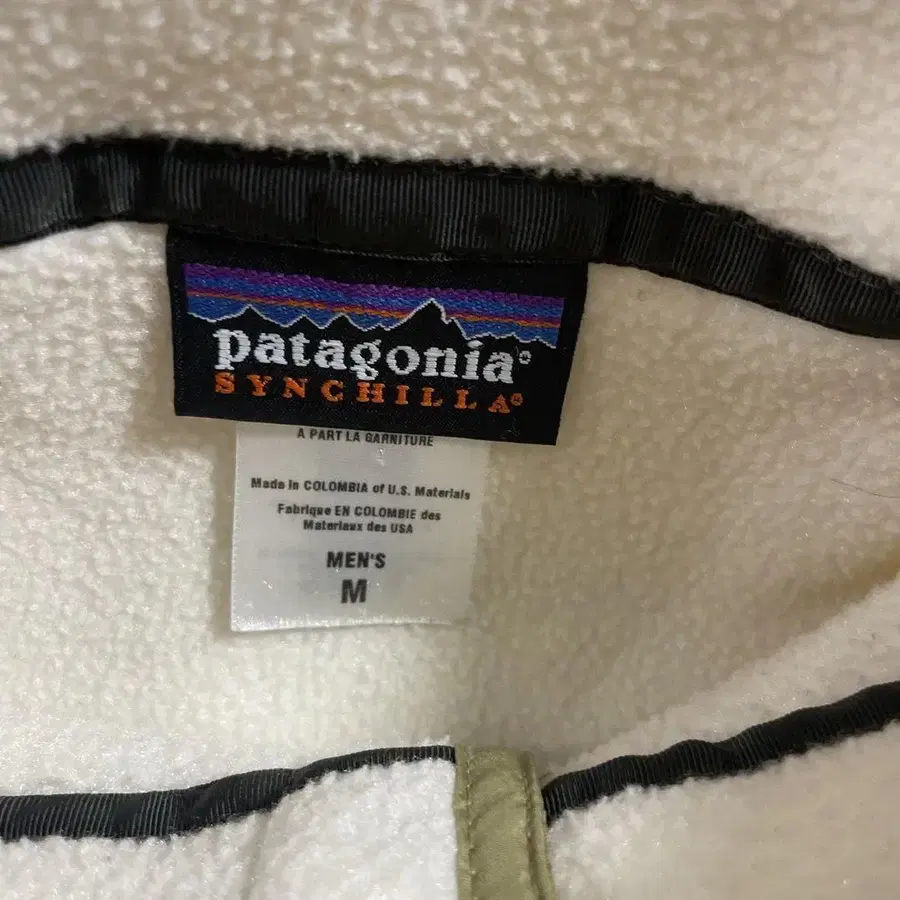 patagonia®
SYNCHILLA®
A PART LA GARNITURE
Made in COLOMBIA of U.S. Materials
Fabrique EN COLOMBIE des
Materiaux des USA
MEN'S
M